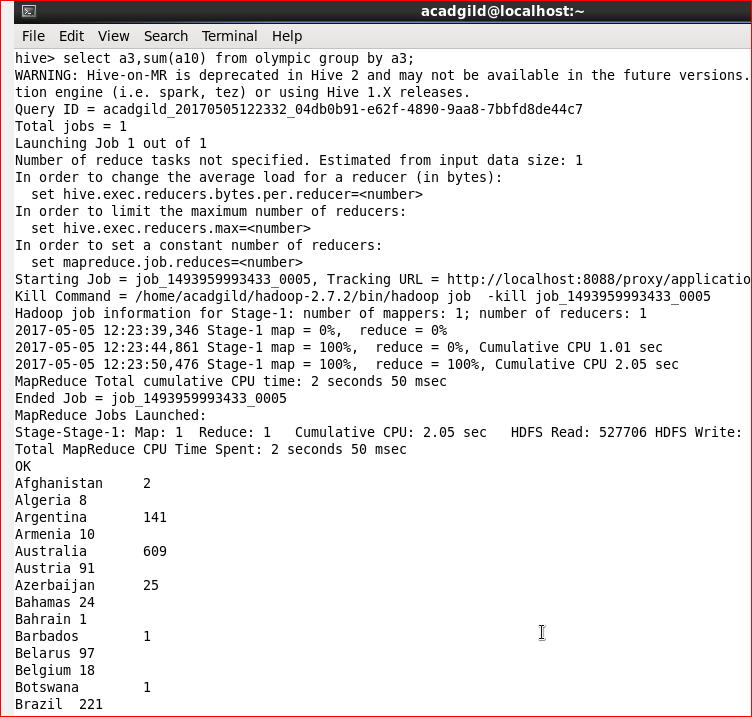 acadgild@localhost:~
File Edit View Search Terminal Help
hive> select a3,sum(a10) from olympic group by a3;
WARNING: Hive-on-MR is deprecated in Hive 2 and may not be available in the future versions.
tion engine (i.e. spark, tez) or using Hive 1.X releases.
Query ID = acadgild_20170505122332_04db0b91-e62f-4890-9aa8-7bbfd8de44c7
Total jobs = 1
Launching Job 1 out of 1
Number of reduce tasks not specified. Estimated from input data size: 1
In order to change the average load for a reducer (in bytes):
  set hive.exec.reducers.bytes.per.reducer=<number>
In order to limit the maximum number of reducers:
  set hive.exec.reducers.max=<number>
In order to set a constant number of reducers:
  set mapreduce.job.reduces=<number>
Starting Job = job_1493959993433_0005, Tracking URL = http://localhost:8088/proxy/applicatio
Kill Command = /home/acadgild/hadoop-2.7.2/bin/hadoop job  -kill job_1493959993433_0005
Hadoop job information for Stage-1: number of mappers: 1; number of reducers: 1
2017-05-05 12:23:39,346 Stage-1 map = 0%,  reduce = 0%
2017-05-05 12:23:44,861 Stage-1 map = 100%,  reduce = 0%, Cumulative CPU 1.01 sec
2017-05-05 12:23:50,476 Stage-1 map = 100%,  reduce = 100%, Cumulative CPU 2.05 sec
MapReduce Total cumulative CPU time: 2 seconds 50 msec
Ended Job = job_1493959993433_0005
MapReduce Jobs Launched:
Stage-Stage-1: Map: 1  Reduce: 1   Cumulative CPU: 2.05 sec   HDFS Read: 527706 HDFS Write:
Total MapReduce CPU Time Spent: 2 seconds 50 msec
OK
Afghanistan     2
Algeria 8
Argentina       141
Armenia 10
Australia       609
Austria 91
Azerbaijan      25
Bahamas 24
Bahrain 1
Barbados        1
Belarus 97
Belgium 18
Botswana        1
Brazil  221